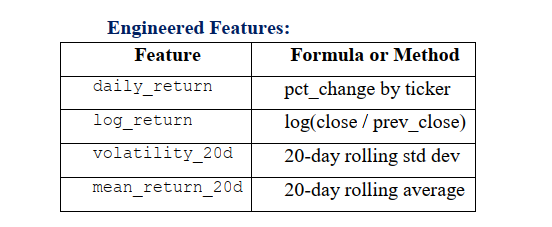 Engineered Features:
Feature Formula or Method
daily_return pct_change by ticker
log_return log(close / prev_close)
volatility_20d 20-day rolling std dev
mean_return_20d 20-day rolling average